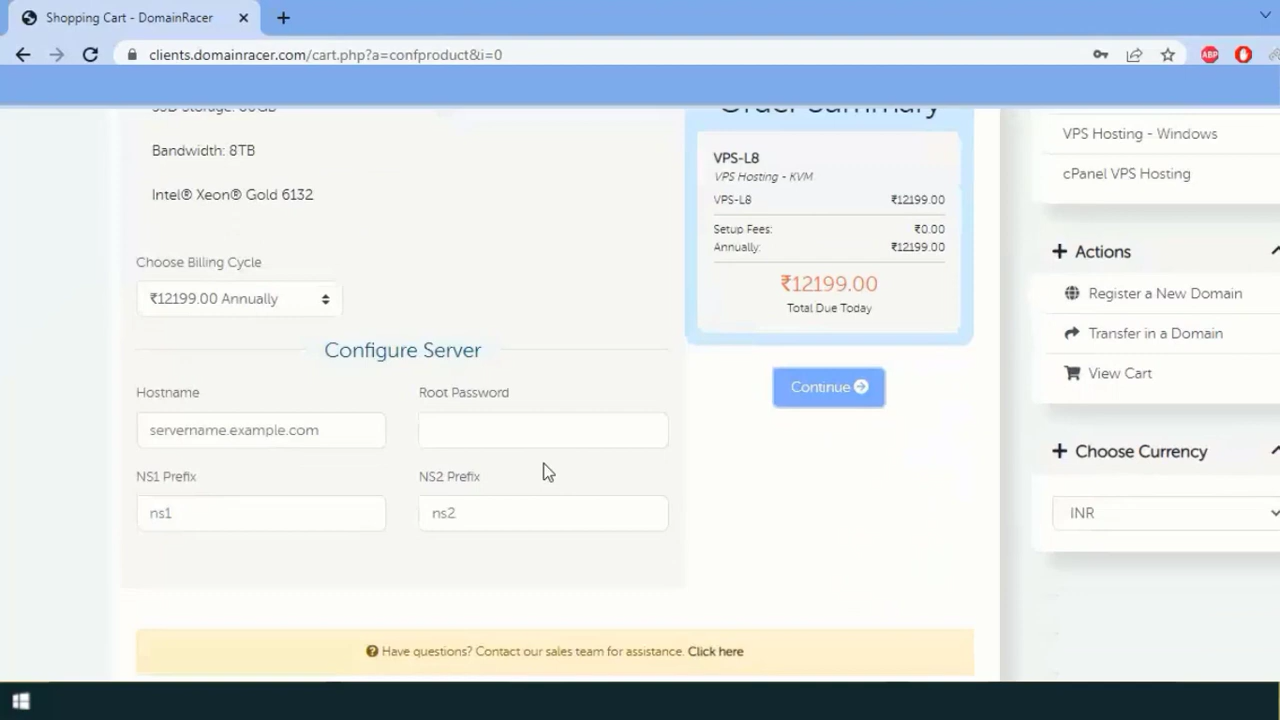 Shopping Cart - DomainRacer
clients.domainracer.com/cart.php?a=confproduct&i=0
ABP
Order Summary
Bandwidth: 8TB
Intel® Xeon® Gold 6132
VPS-L8
VPS Hosting - KVM
VPS-L8 ₹12199.00
Setup Fees: ₹0.00
Annually: ₹12199.00
₹12199.00
Total Due Today
Continue
Choose Billing Cycle
₹12199.00 Annually
Configure Server
Hostname Root Password
servername.example.com
NS1 Prefix NS2 Prefix
ns1 ns2
Have questions? Contact our sales team for assistance. Click here
VPS Hosting - Windows
cPanel VPS Hosting
Actions
Register a New Domain
Transfer in a Domain
View Cart
Choose Currency
INR